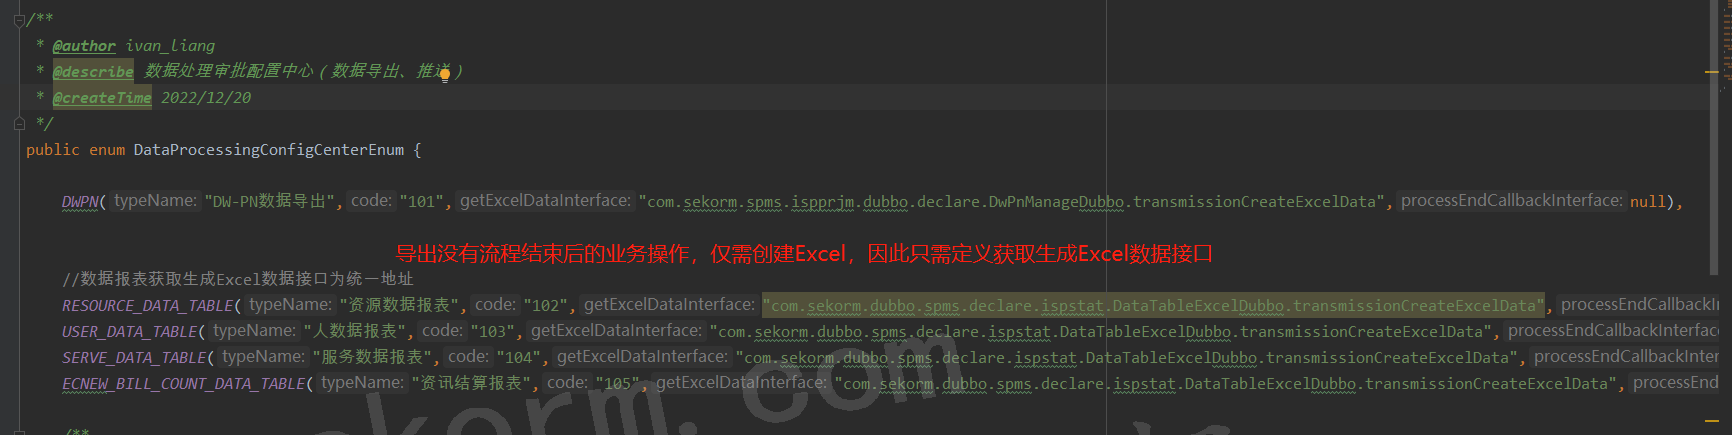 /**
* @author ivan_liang
* @describe 数据处理审批配置中心(数据导出、推送)
* @createTime 2022/12/20
*/
public enum DataProcessingConfigCenterEnum {
DWPN( typeName: "DW-PN数据导出", code: "101", getExcelDataInterface: "com.sekorm.spms.ispprjm.dubbo.declare.DwPnManageDubbo.transmissionCreateExcelData", processEndCallbackInterface: null),
导出没有流程结束后的业务操作，仅需创建Excel，因此只需定义获取生成Excel数据接口
//数据报表获取生成Excel数据接口为统一地址
RESOURCE_DATA_TABLE( typeName: "资源数据报表", code: "102", getExcelDataInterface: "com.sekorm.dubbo.spms.declare.ispstat.DataTableExcelDubbo.transmissionCreateExcelData", processEndCallbackIn
USER_DATA_TABLE( typeName: "人数据报表", code: "103", getExcelDataInterface: "com.sekorm.dubbo.spms.declare.ispstat.DataTableExcelDubbo.transmissionCreateExcelData", processEndCallbackInterface
SERVE_DATA_TABLE( typeName: "服务数据报表", code: "104", getExcelDataInterface: "com.sekorm.dubbo.spms.declare.ispstat.DataTableExcelDubbo.transmissionCreateExcelData", processEndCallbackInter
ECNEW_BILL_COUNT_DATA_TABLE( typeName: "资讯结算报表", code: "105", getExcelDataInterface: "com.sekorm.dubbo.spms.declare.ispstat.DataTableExcelDubbo.transmissionCreateExcelData", processEnd
/**
ekorm.com